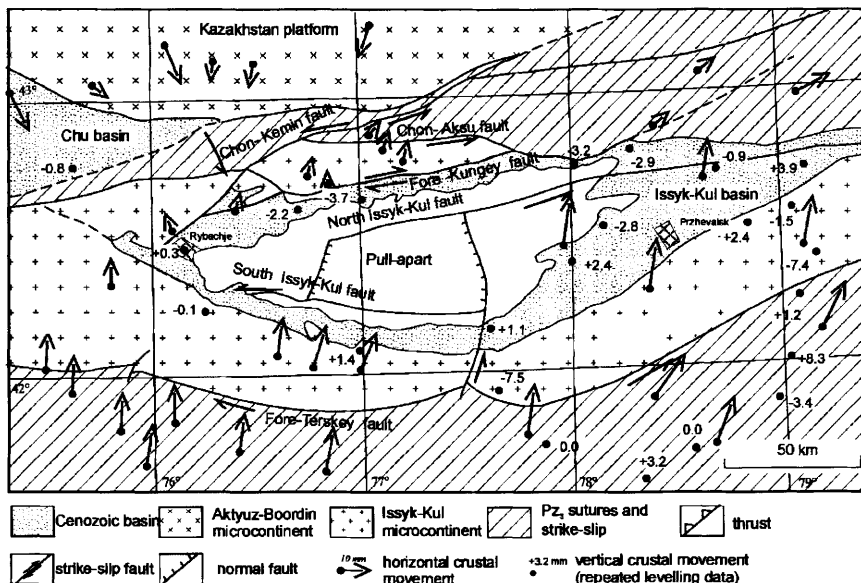 Kazakhstan platform
43°
Chu basin
-0.8
Chon-Kemin fault
Chon-Aksu fault
-3.2
-2.9
-0.9
+3.9
Fore-Kungey fault
-3.7
-2.2
North Issyk-Kul fault
Issyk-Kul
basin
Rybachje
+0.3
Przhevalsk
-2.8
-1.5
+2.4
-7.4
Pull-apart
+2.4
South Issyk-Kul fault
-0.1
+1.2
+1.1
+1.4
+8.3
42°
-7.5
-3.4
Fore-Terskey
fault
0.0
0.0
+3.2
50 km
76°
77°
78°
79°
Cenozoic basin
Aktyuz-Boordin
microcontinent
Issyk-Kul
microcontinent
Pz₃ sutures and
strike-slip
thrust
strike-slip fault
normal fault
10 mm
horizontal crustal
movement
+3.2 mm
vertical crustal movement
(repeated levelling data)